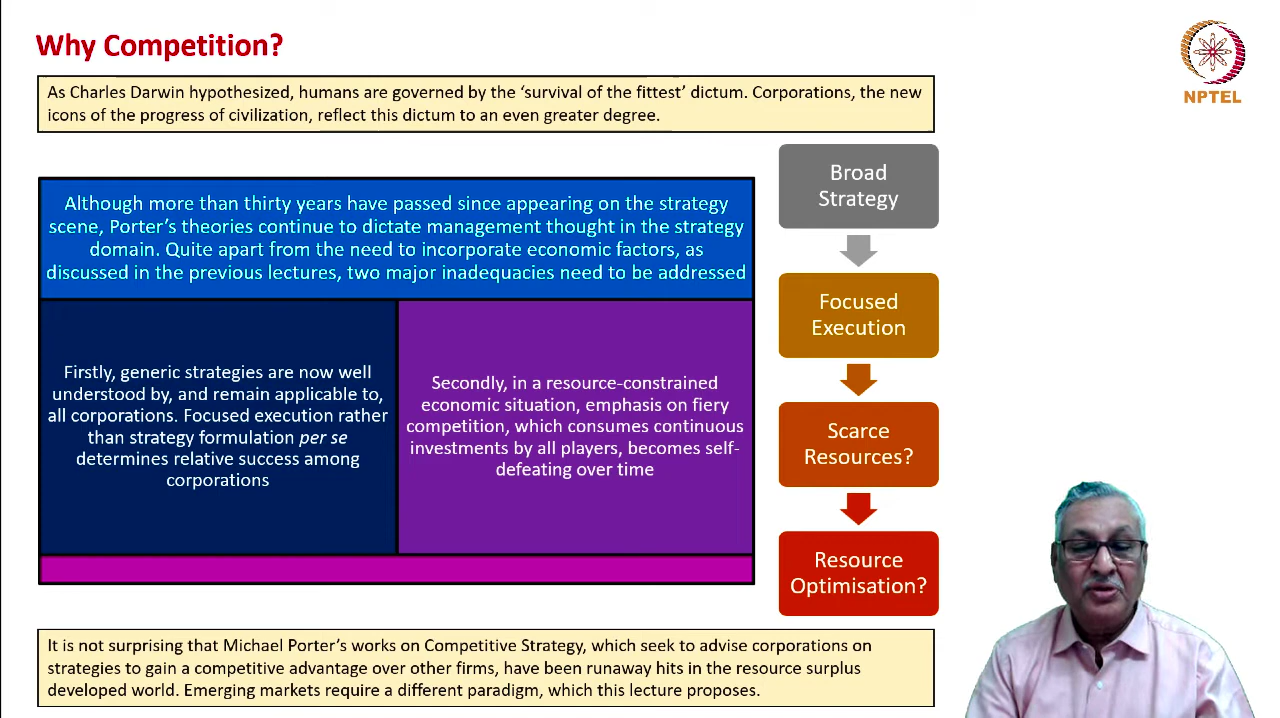 Why Competition?
NPTEL
As Charles Darwin hypothesized, humans are governed by the ‘survival of the fittest’ dictum. Corporations, the new
icons of the progress of civilization, reflect this dictum to an even greater degree.
Although more than thirty years have passed since appearing on the strategy
scene, Porter’s theories continue to dictate management thought in the strategy
domain. Quite apart from the need to incorporate economic factors, as
discussed in the previous lectures, two major inadequacies need to be addressed
Firstly, generic strategies are now well
understood by, and remain applicable to,
all corporations. Focused execution rather
than strategy formulation per se
determines relative success among
corporations
Secondly, in a resource-constrained
economic situation, emphasis on fiery
competition, which consumes continuous
investments by all players, becomes self-
defeating over time
Broad
Strategy
Focused
Execution
Scarce
Resources?
Resource
Optimisation?
It is not surprising that Michael Porter’s works on Competitive Strategy, which seek to advise corporations on
strategies to gain a competitive advantage over other firms, have been runaway hits in the resource surplus
developed world. Emerging markets require a different paradigm, which this lecture proposes.